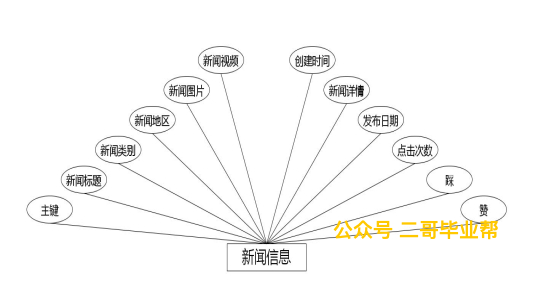 新闻视频
创建时间
新闻图片
新闻详情
新闻地区
发布日期
新闻类别
点击次数
新闻标题
踩
主键
赞
公众号 二哥毕业帮
新闻信息